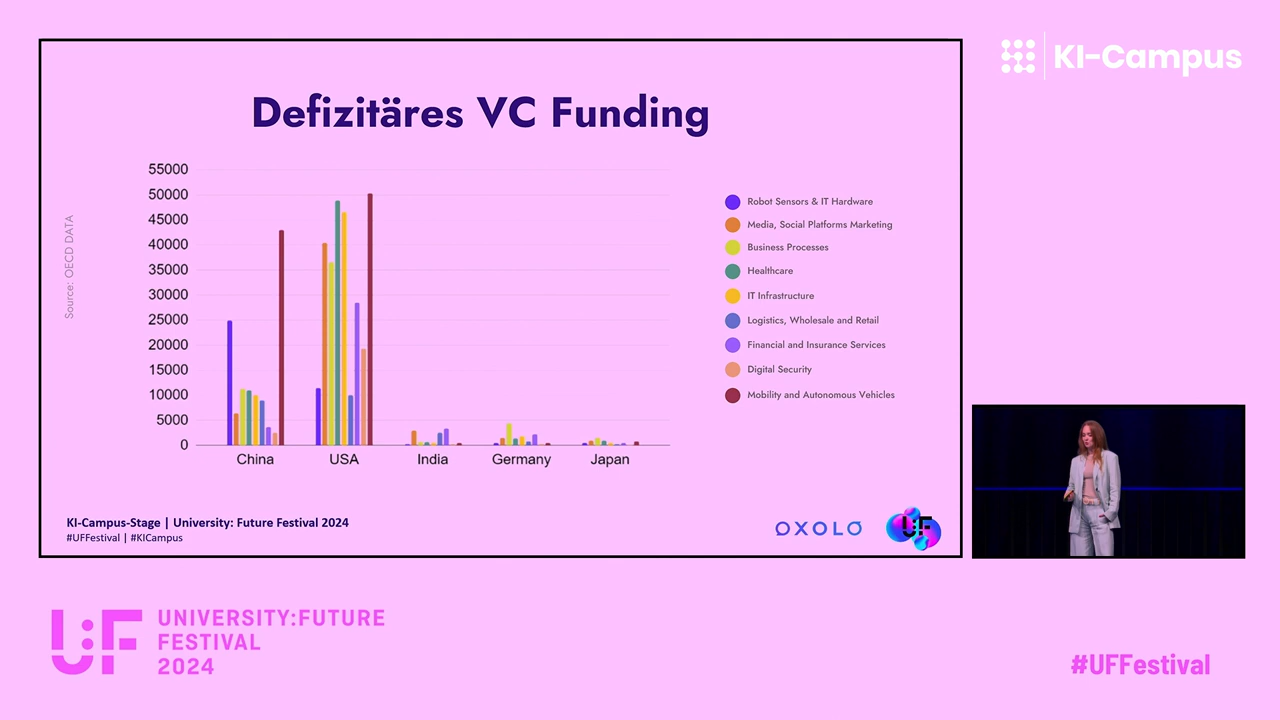 KI-Campus
Defizitäres VC Funding
Source: OECD DATA
55000
50000
45000
40000
35000
30000
25000
20000
15000
10000
5000
0
China
USA
India
Germany
Japan
Robot Sensors & IT Hardware
Media, Social Platforms Marketing
Business Processes
Healthcare
IT Infrastructure
Logistics, Wholesale and Retail
Financial and Insurance Services
Digital Security
Mobility and Autonomous Vehicles
KI-Campus-Stage | University: Future Festival 2024
#UFFestival | #KICampus
OXOLO
U:F
U:F
UNIVERSITY:FUTURE
FESTIVAL
2024
#UFFestival